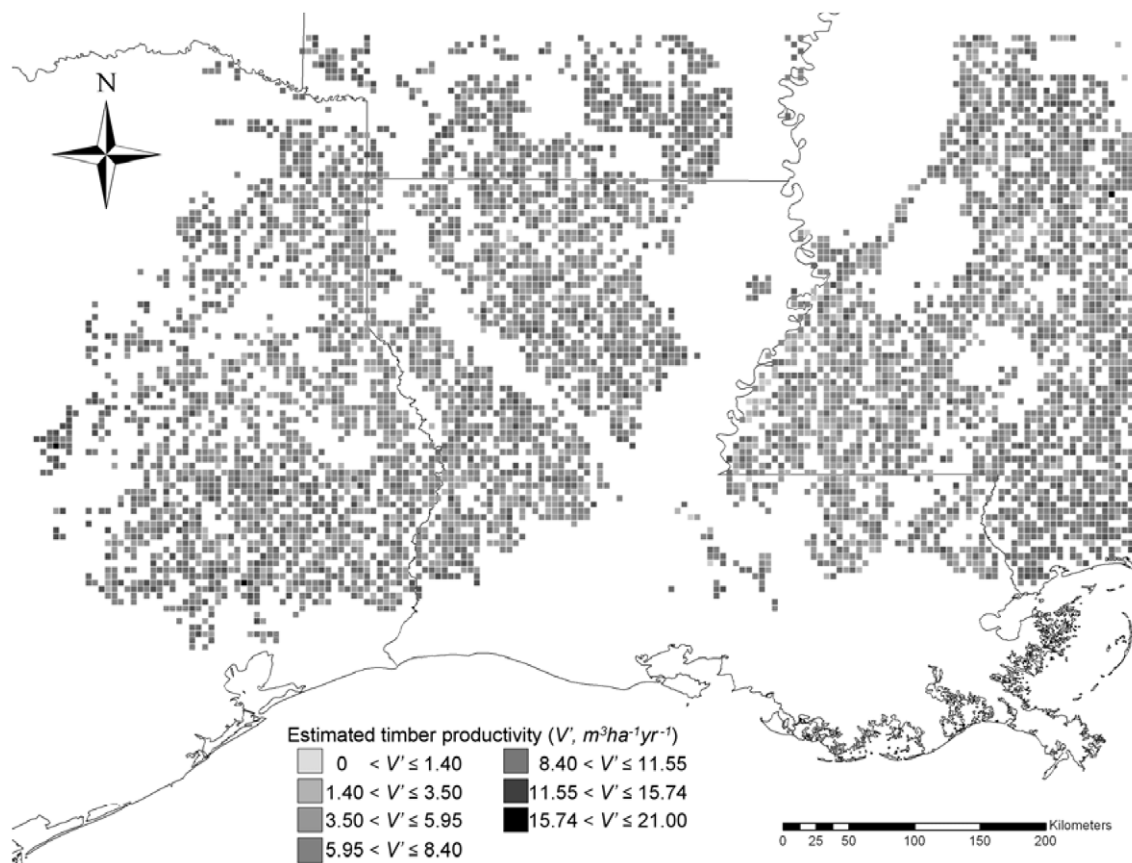 N
Estimated timber productivity (V', m³ha⁻¹yr⁻¹)
0 < V' ≤ 1.40
1.40 < V' ≤ 3.50
3.50 < V' ≤ 5.95
5.95 < V' ≤ 8.40
8.40 < V' ≤ 11.55
11.55 < V' ≤ 15.74
15.74 < V' ≤ 21.00
Kilometers
0 25 50 100 150 200